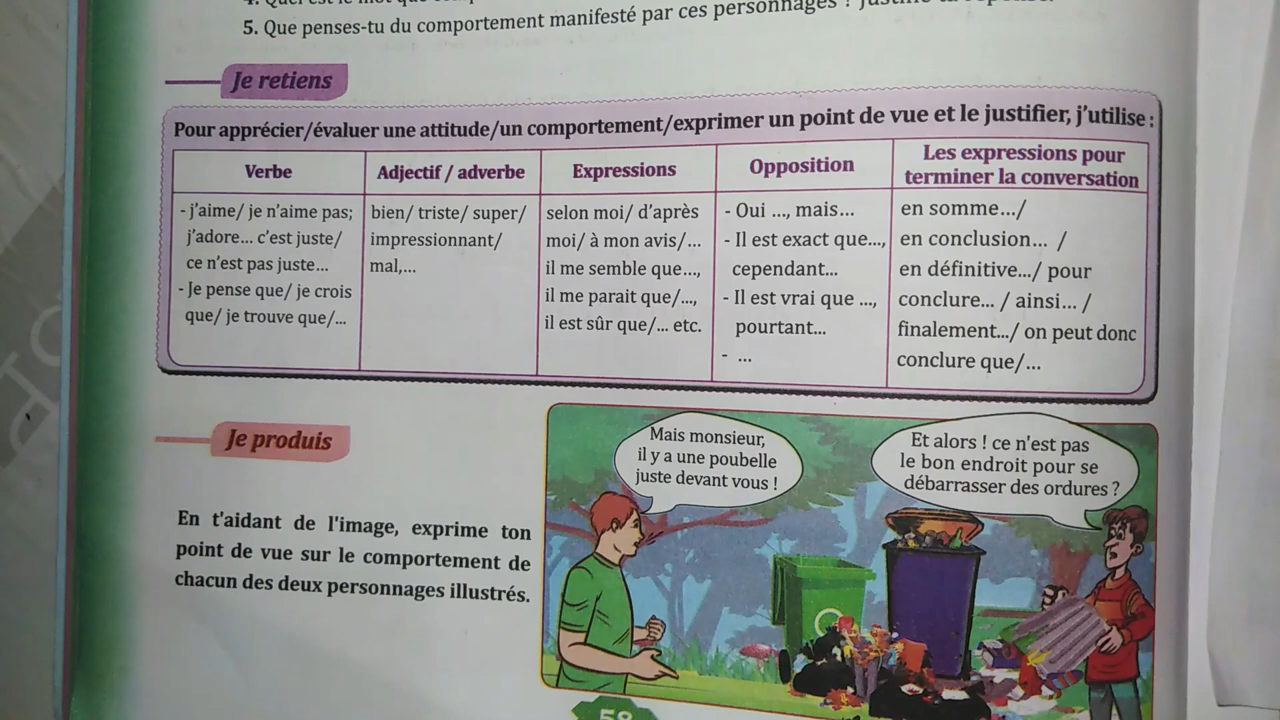 5. Que penses-tu du comportement manifesté par ces personnages ?
Je retiens
Pour apprécier/évaluer une attitude/un comportement/exprimer un point de vue et le justifier, j'utilise :
Verbe
- j'aime/ je n'aime pas;
j'adore... c'est juste/
ce n'est pas juste...
- Je pense que/ je crois
que/ je trouve que/...
Adjectif / adverbe
bien/ triste/ super/
impressionnant/
mal,...
Expressions
selon moi/ d'après
moi/ à mon avis/...
il me semble que...,
il me parait que/...,
il est sûr que/... etc.
Opposition
- Oui ..., mais...
- Il est exact que...,
cependant...
- Il est vrai que ...,
pourtant...
- ...
Les expressions pour
terminer la conversation
en somme.../
en conclusion... /
en définitive.../ pour
conclure... / ainsi... /
finalement.../ on peut donc
conclure que/...
Je produis
En t'aidant de l'image, exprime ton
point de vue sur le comportement de
chacun des deux personnages illustrés.
Mais monsieur,
il y a une poubelle
juste devant vous !
Et alors ! ce n'est pas
le bon endroit pour se
débarrasser des ordures ?
58